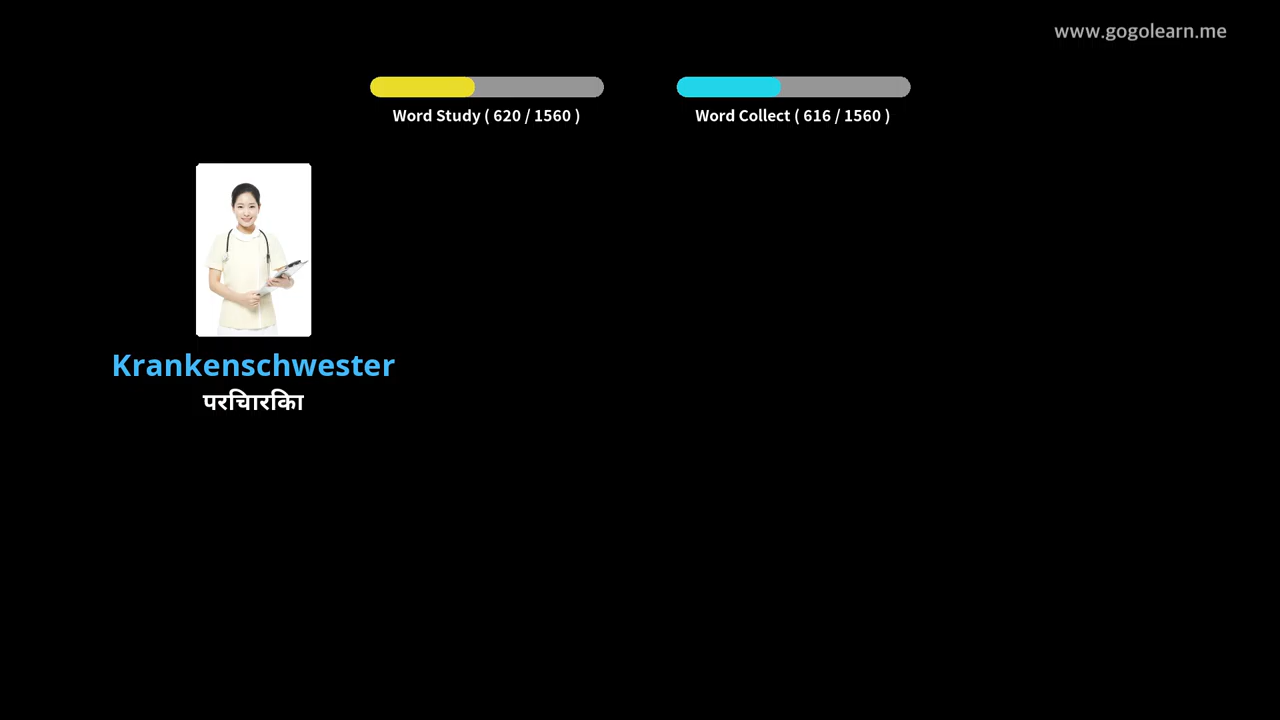 www.gogolearn.me
Word Study ( 620 / 1560 )
Word Collect ( 616 / 1560 )
Krankenschwester
परिचारिका